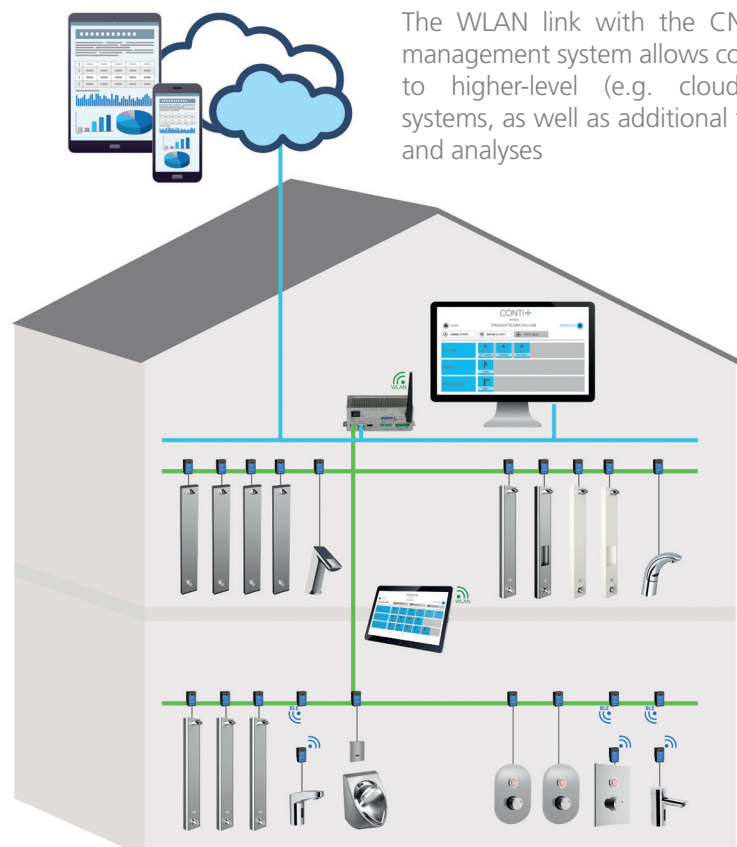 The WLAN link with the CN
management system allows co
to higher-level (e.g. cloud
systems, as well as additional
and analyses
CONTI+
PRODUKTE DER ANLAGE
WLAN
CONTI+
WLAN
BLE
BLE
BLE